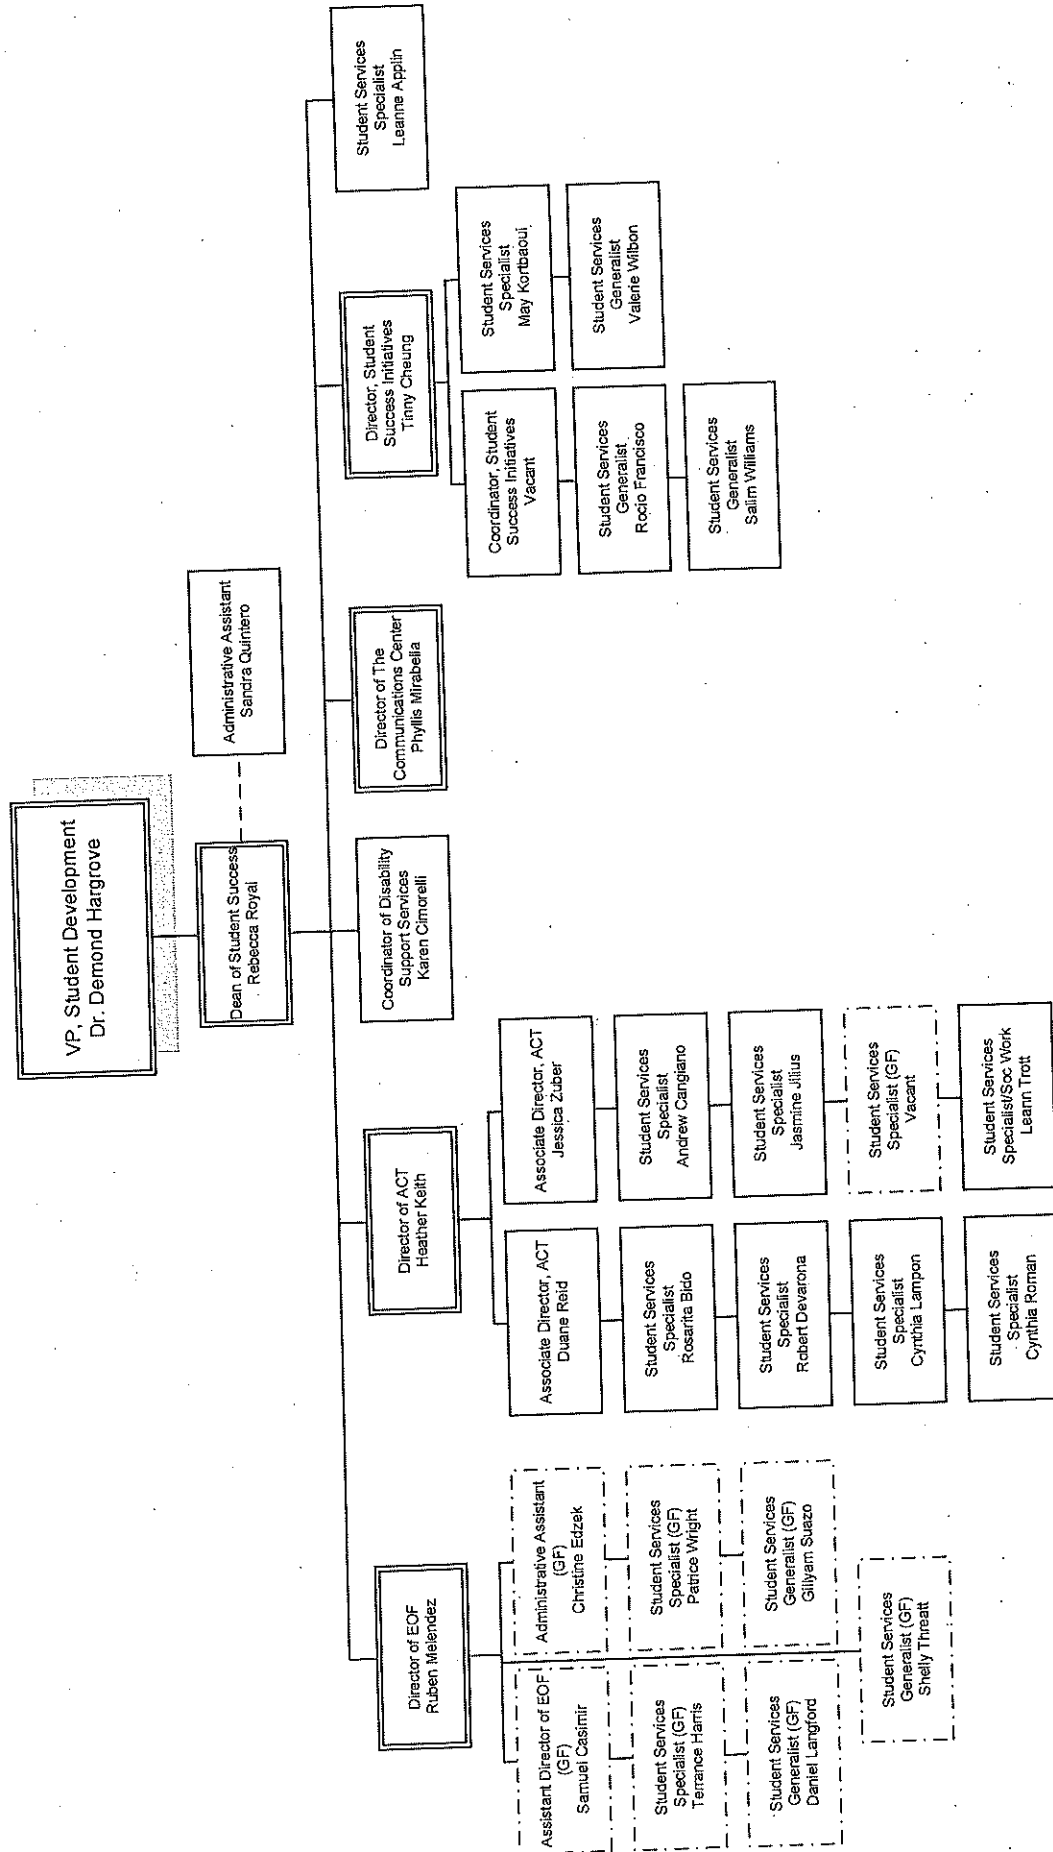 VP, Student Development
Dr. Demond Hargrove
Dean of Student Success
Rebecca Royal
Administrative Assistant
Sandra Quintero
Director of EOF
Ruben Melendez
Director of ACT
Heather Keith
Coordinator of Disability
Support Services
Karen Cimorelli
Director of The
Communications Center
Phyllis Mirabelia
Director, Student
Success Initiatives
Tinny Cheung
Student Services
Specialist
Leanne Applin
Assistant Director of EOF
(GF)
Samuel Casimir
Administrative Assistant
(GF)
Christine Edzek
Student Services
Specialist (GF)
Terrance Harris
Student Services
Specialist (GF)
Patrice Wright
Student Services
Generalist (GF)
Daniel Langford
Student Services
Generalist (GF)
Gillyam Suazo
Student Services
Generalist (GF)
Shelly Threatt
Associate Director, ACT
Duane Reid
Associate Director, ACT
Jessica Zuber
Student Services
Specialist
Rosarita Bido
Student Services
Specialist
Andrew Cangiano
Student Services
Specialist
Robert Devarona
Student Services
Specialist
Jasmine Jilius
Student Services
Specialist
Cynthia Lampon
Student Services
Specialist (GF)
Vacant
Student Services
Specialist
Cynthia Roman
Student Services
Specialist/Soc Work
Leann Trott
Coordinator, Student
Success Initiatives
Vacant
Student Services
Specialist
May Kortbaoui
Student Services
Generalist
Rocio Francisco
Student Services
Generalist
Valerie Wilbon
Student Services
Generalist
Salim Williams